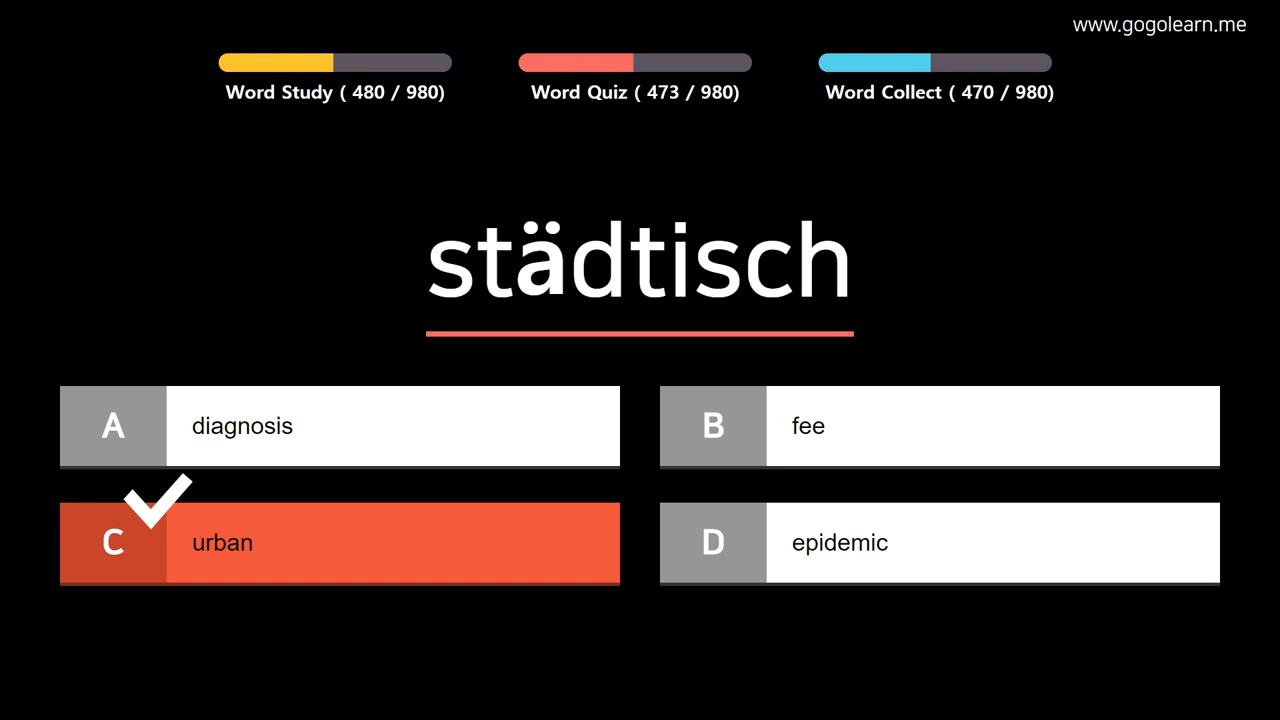 www.gogolearn.me
Word Study ( 480 / 980)
Word Quiz ( 473 / 980)
Word Collect ( 470 / 980)
städtisch
A diagnosis
B fee
C urban
D epidemic